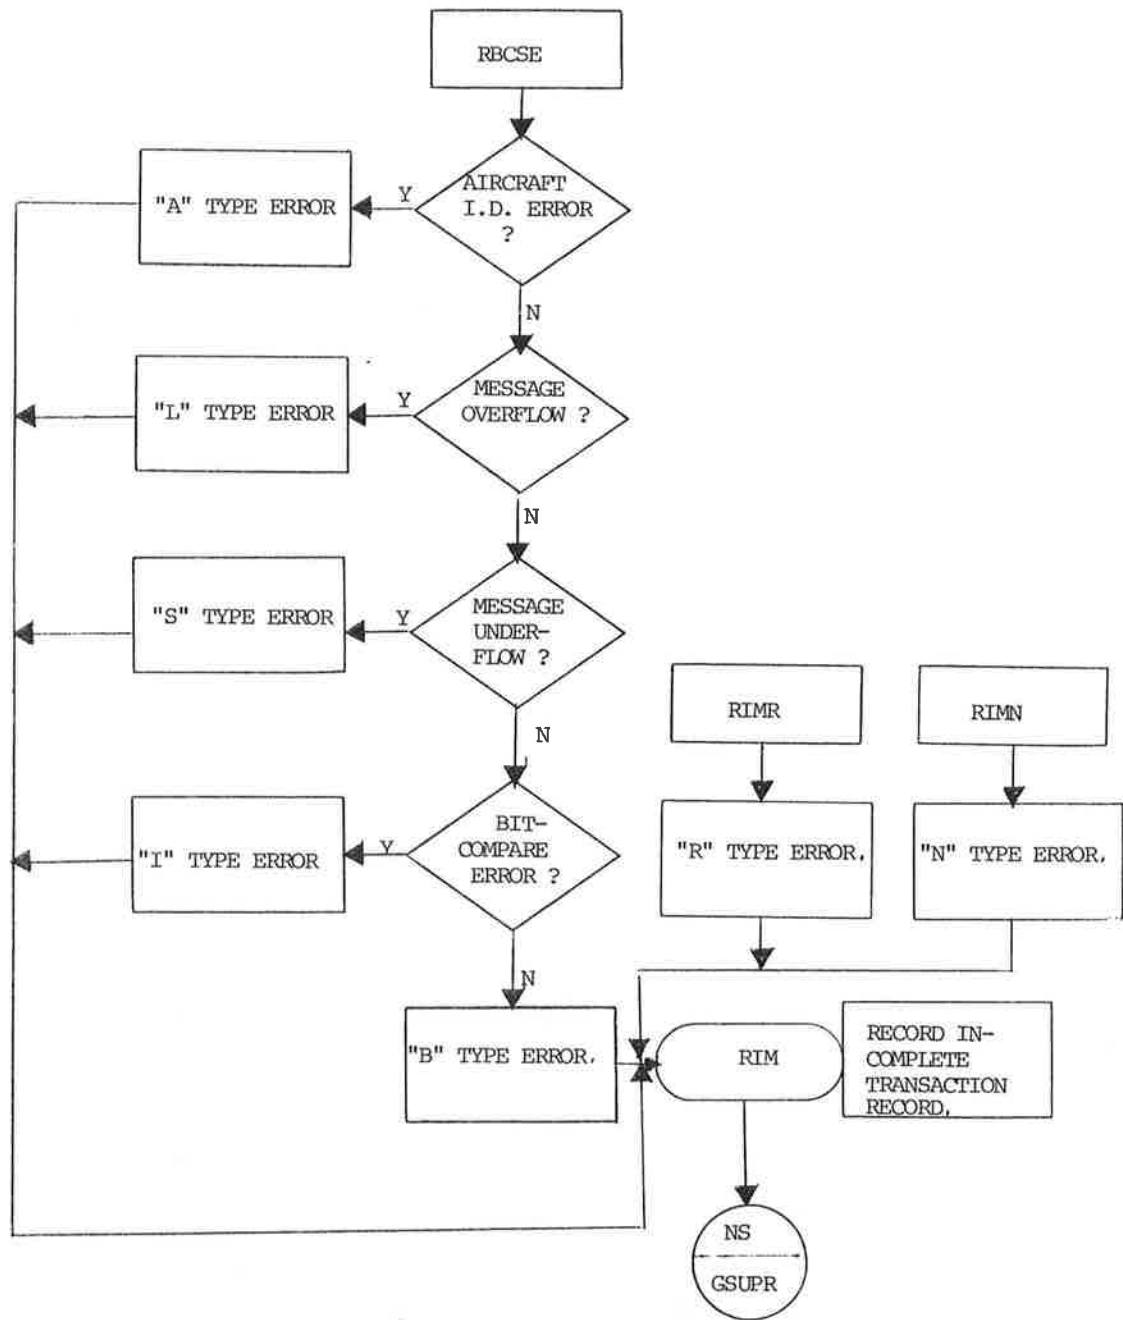 RBCSE
AIRCRAFT
I.D. ERROR
?
Y
"A" TYPE ERROR
N
MESSAGE
OVERFLOW ?
Y
"L" TYPE ERROR
N
MESSAGE
UNDER-
FLOW ?
Y
"S" TYPE ERROR
N
BIT-
COMPARE
ERROR ?
Y
"I" TYPE ERROR
N
"B" TYPE ERROR.
RIMR
"R" TYPE ERROR.
RIMN
"N" TYPE ERROR.
RIM
RECORD IN-
COMPLETE
TRANSACTION
RECORD.
NS
GSUPR